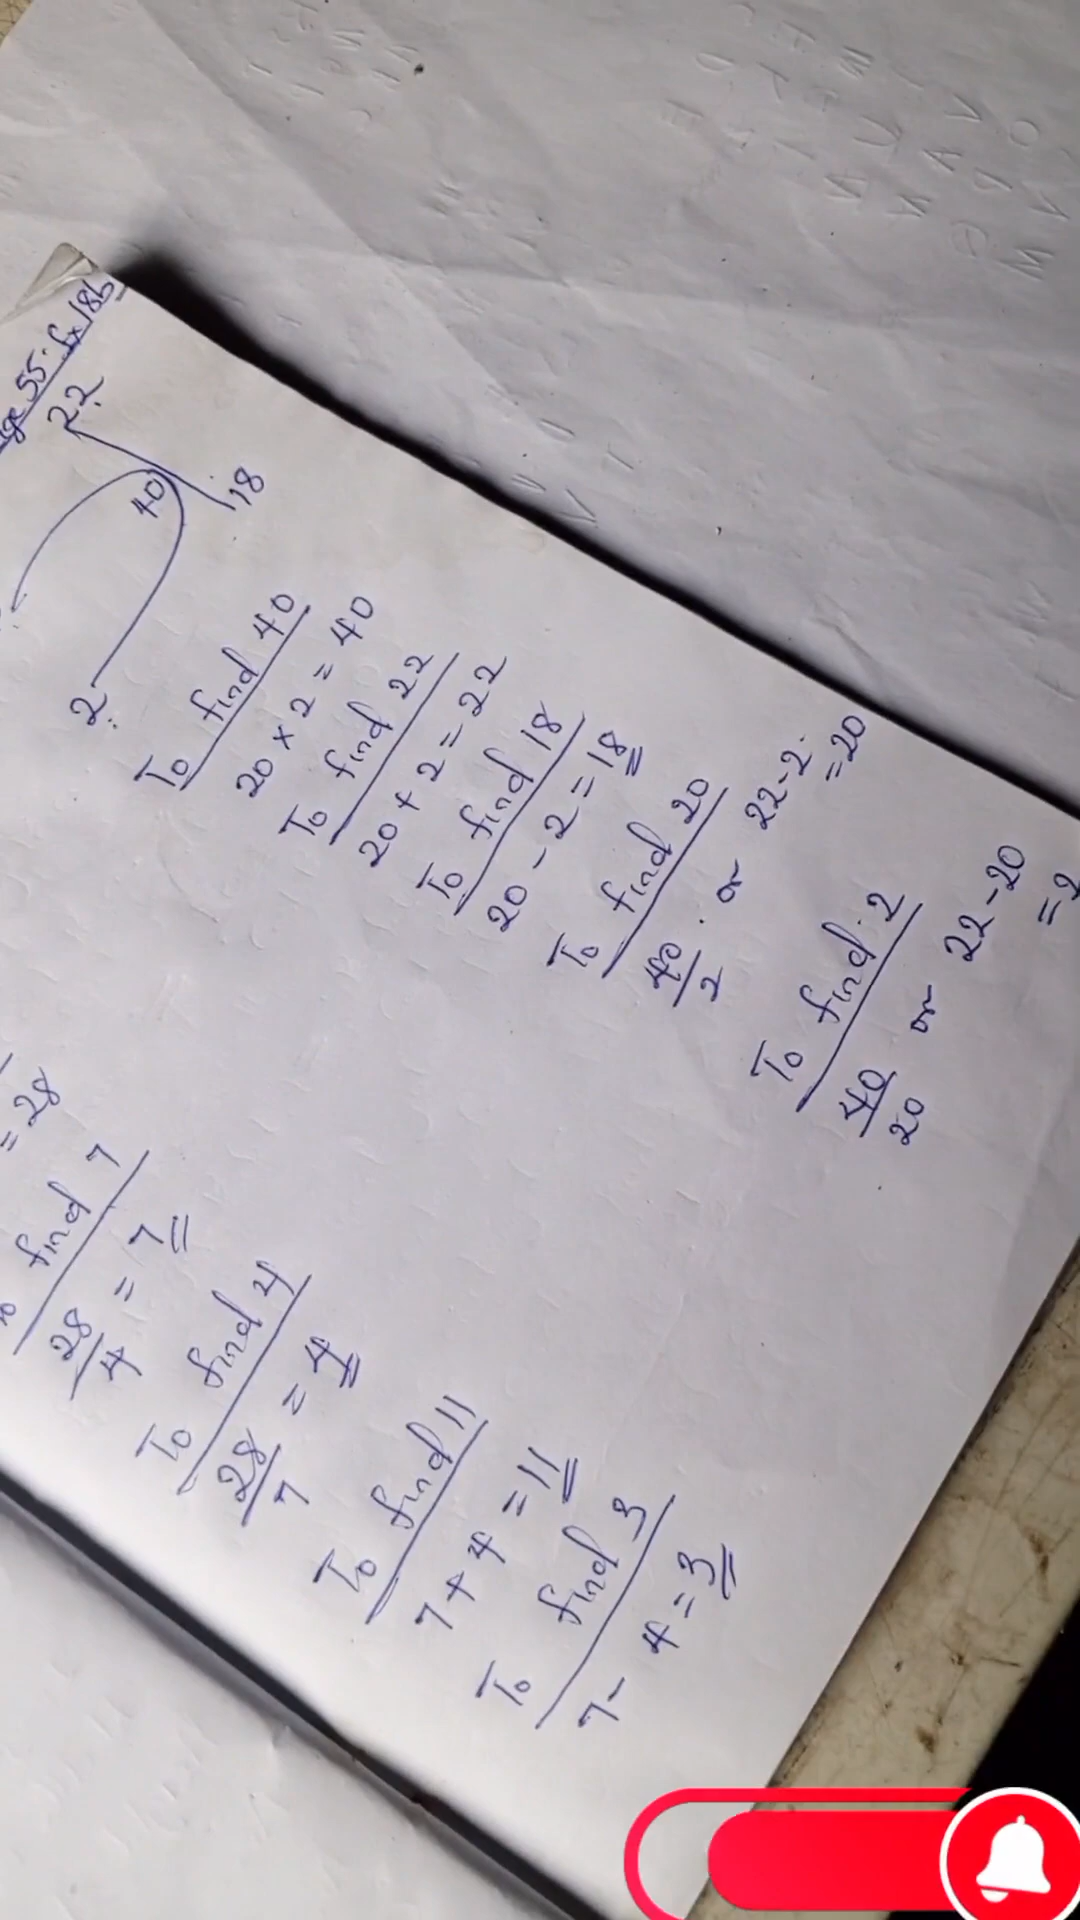 55. Ex 18b
22
40
18
2
To find 40
20 × 2 = 40
To find 22
20 + 2 = 22
To find 18
20 - 2 = 18
To find 20
40/2 . or 22-2.
=20
To find 2
40/20 or 22-20
=2
= 28
find 7
28/4 = 7
To find 4
28/7 = 4
To find 11
7 + 4 = 11
To find 3
7 - 4 = 3